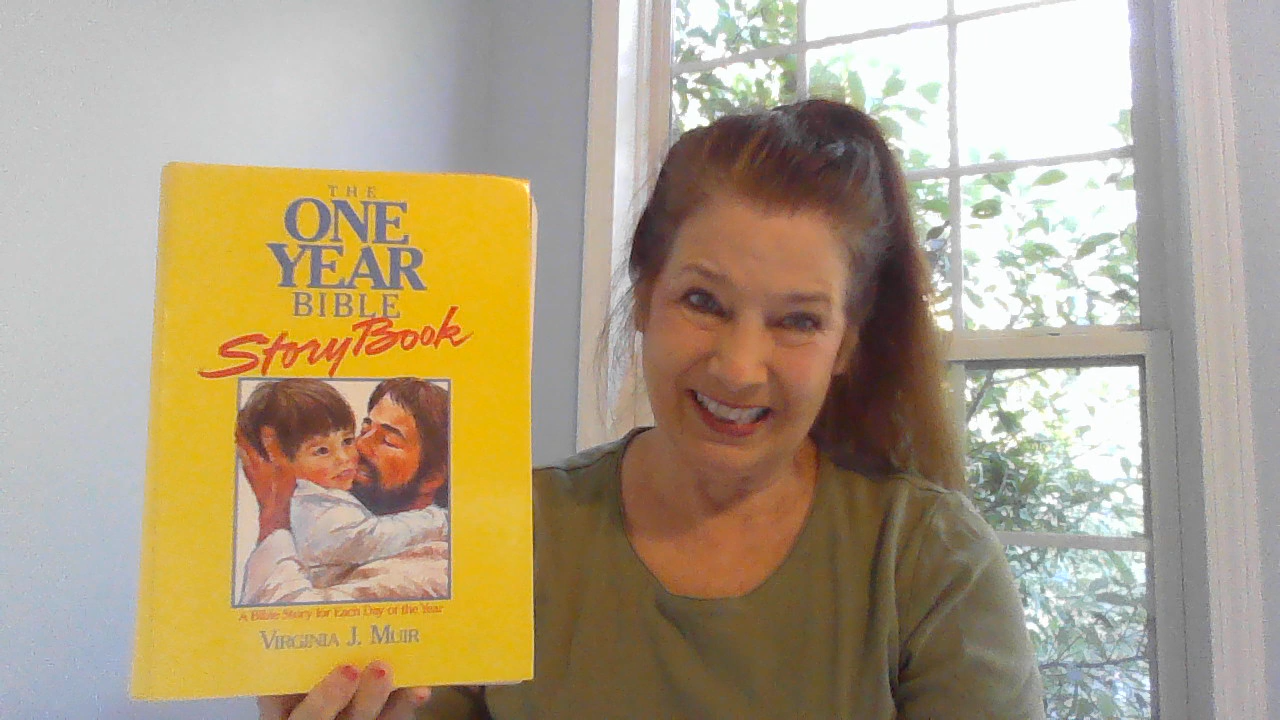 THE
ONE
YEAR
BIBLE
StoryBook
A Bible Story for Each Day of the Year
VIRGINIA J. MUIR